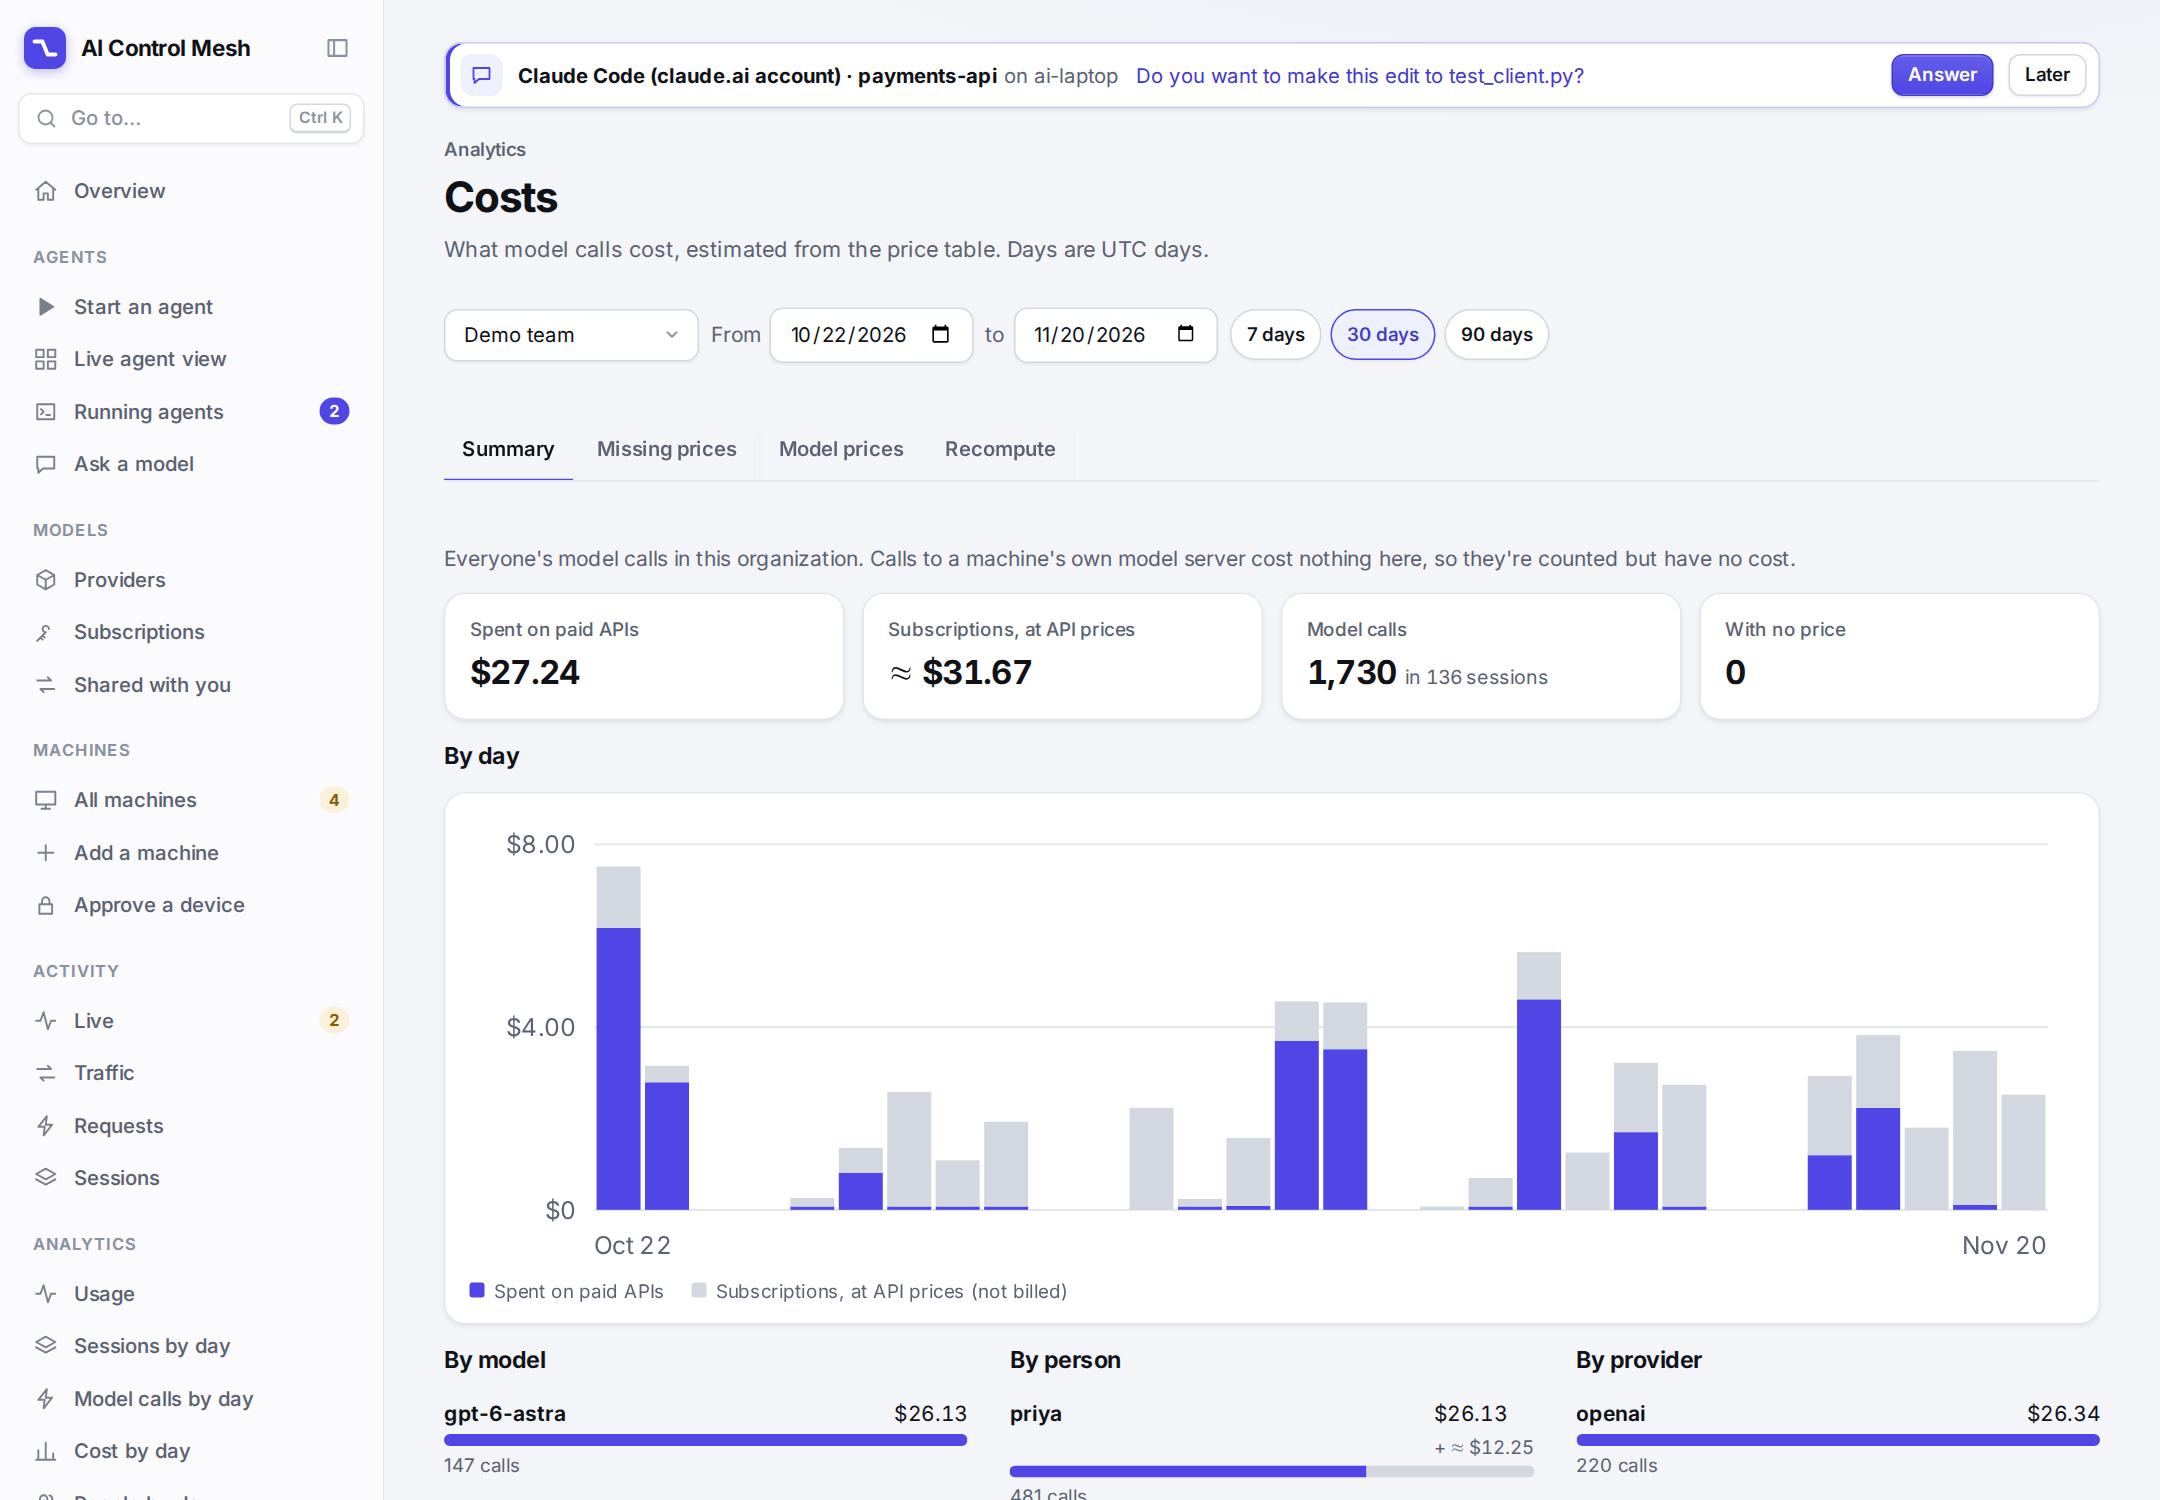 AI Control Mesh
Go to...
Ctrl K
Overview
AGENTS
Start an agent
Live agent view
Running agents
2
Ask a model
MODELS
Providers
Subscriptions
Shared with you
MACHINES
All machines
4
Add a machine
Approve a device
ACTIVITY
Live
2
Traffic
Requests
Sessions
ANALYTICS
Usage
Sessions by day
Model calls by day
Cost by day
Claude Code (claude.ai account) · payments-api on ai-laptop Do you want to make this edit to test_client.py?
Answer
Later
Analytics
Costs
What model calls cost, estimated from the price table. Days are UTC days.
Demo team
From 10/22/2026 to 11/20/2026
7 days
30 days
90 days
Summary
Missing prices
Model prices
Recompute
Everyone's model calls in this organization. Calls to a machine's own model server cost nothing here, so they're counted but have no cost.
Spent on paid APIs
$27.24
Subscriptions, at API prices
≈ $31.67
Model calls
1,730 in 136 sessions
With no price
0
By day
$8.00
$4.00
$0
Oct 22
Nov 20
Spent on paid APIs
Subscriptions, at API prices (not billed)
By model
gpt-6-astra $26.13
147 calls
By person
priya $26.13
+ ≈ $12.25
481 calls
By provider
openai $26.34
220 calls